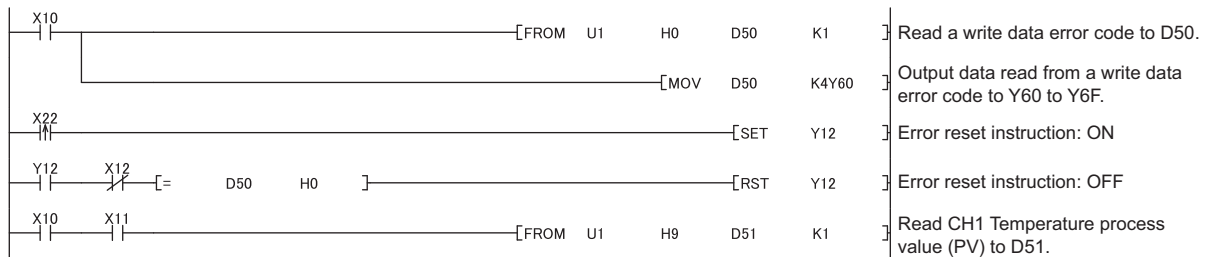 X10
[FROM U1 H0 D50 K1 ] Read a write data error code to D50.
[MOV D50 K4Y60 ] Output data read from a write data
error code to Y60 to Y6F.
X22
[SET Y12 ] Error reset instruction: ON
Y12 X12
[= D50 H0 ] [RST Y12 ] Error reset instruction: OFF
X10 X11
[FROM U1 H9 D51 K1 ] Read CH1 Temperature process
value (PV) to D51.